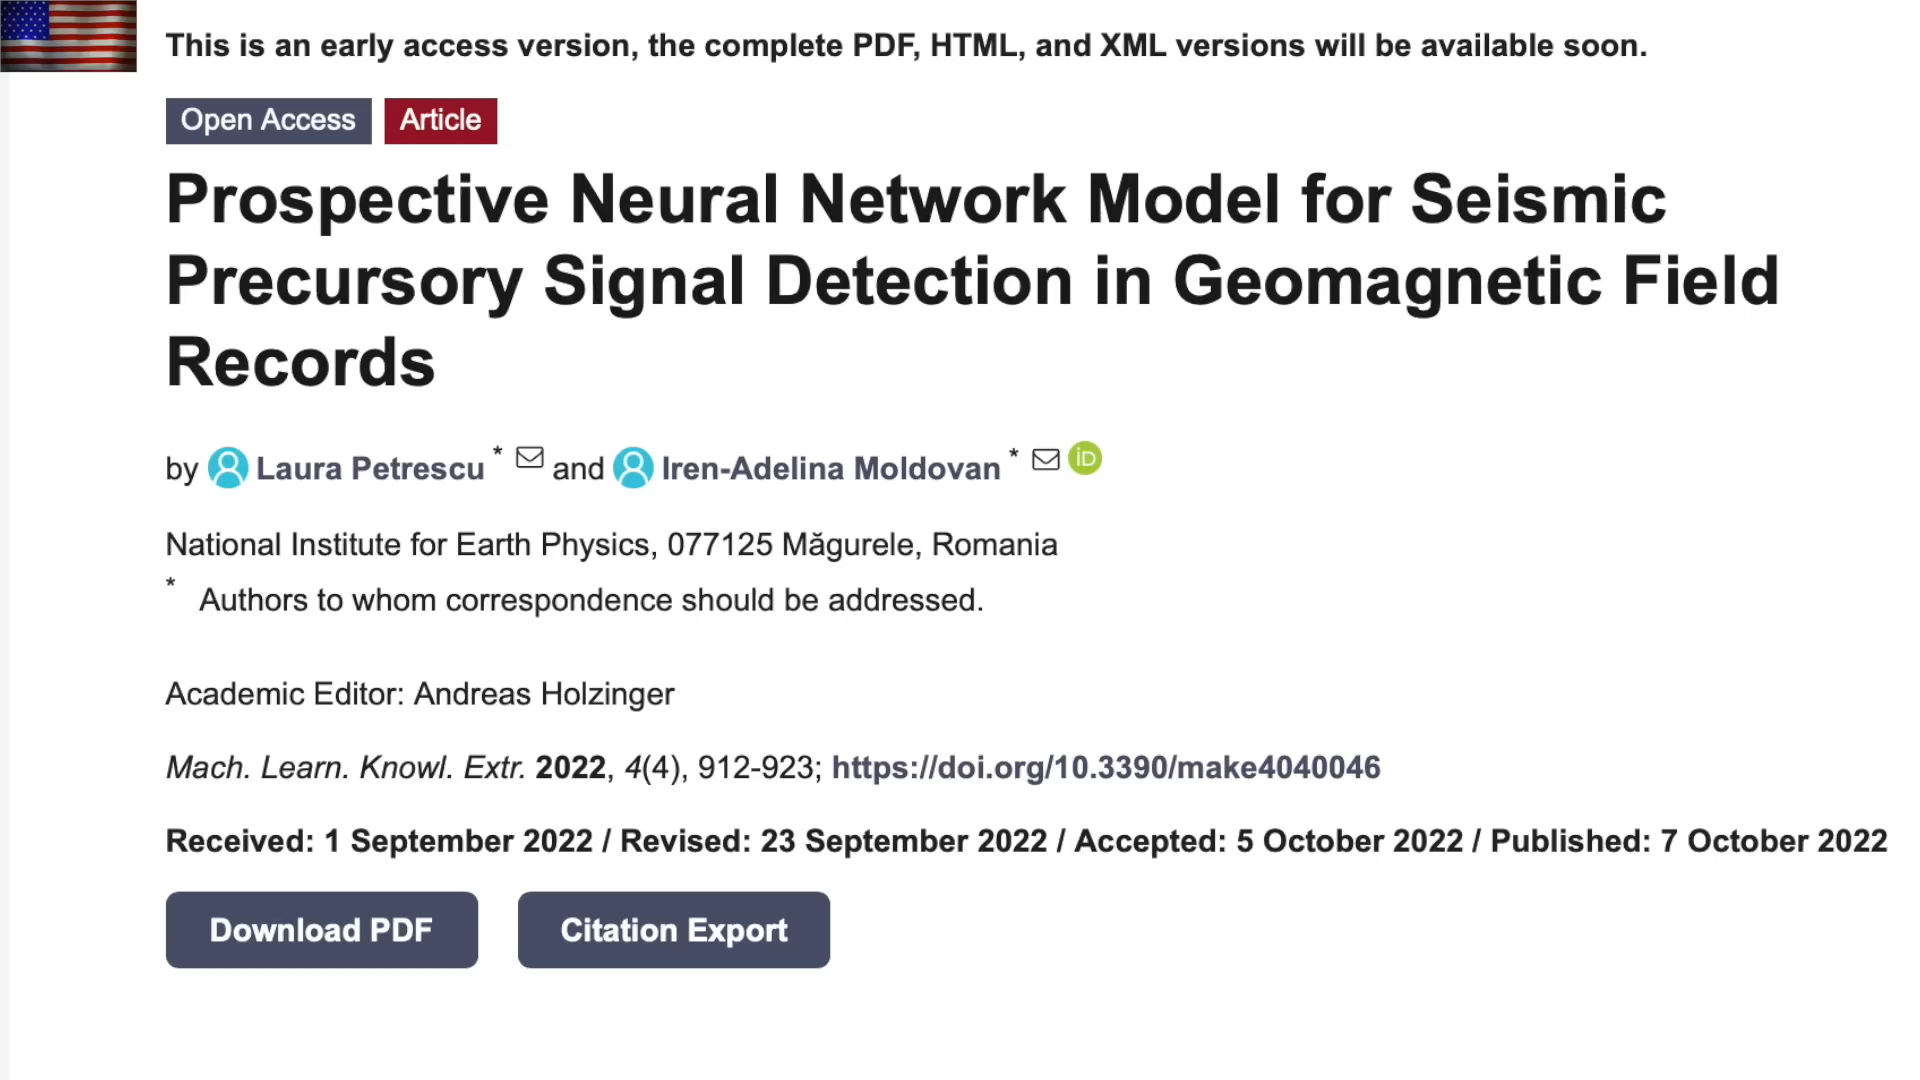 This is an early access version, the complete PDF, HTML, and XML versions will be available soon.
Open Access Article
Prospective Neural Network Model for Seismic
Precursory Signal Detection in Geomagnetic Field
Records
by Laura Petrescu * and Iren-Adelina Moldovan * iD
National Institute for Earth Physics, 077125 Măgurele, Romania
* Authors to whom correspondence should be addressed.
Academic Editor: Andreas Holzinger
Mach. Learn. Knowl. Extr. 2022, 4(4), 912-923; https://doi.org/10.3390/make4040046
Received: 1 September 2022 / Revised: 23 September 2022 / Accepted: 5 October 2022 / Published: 7 October 2022
Download PDF Citation Export